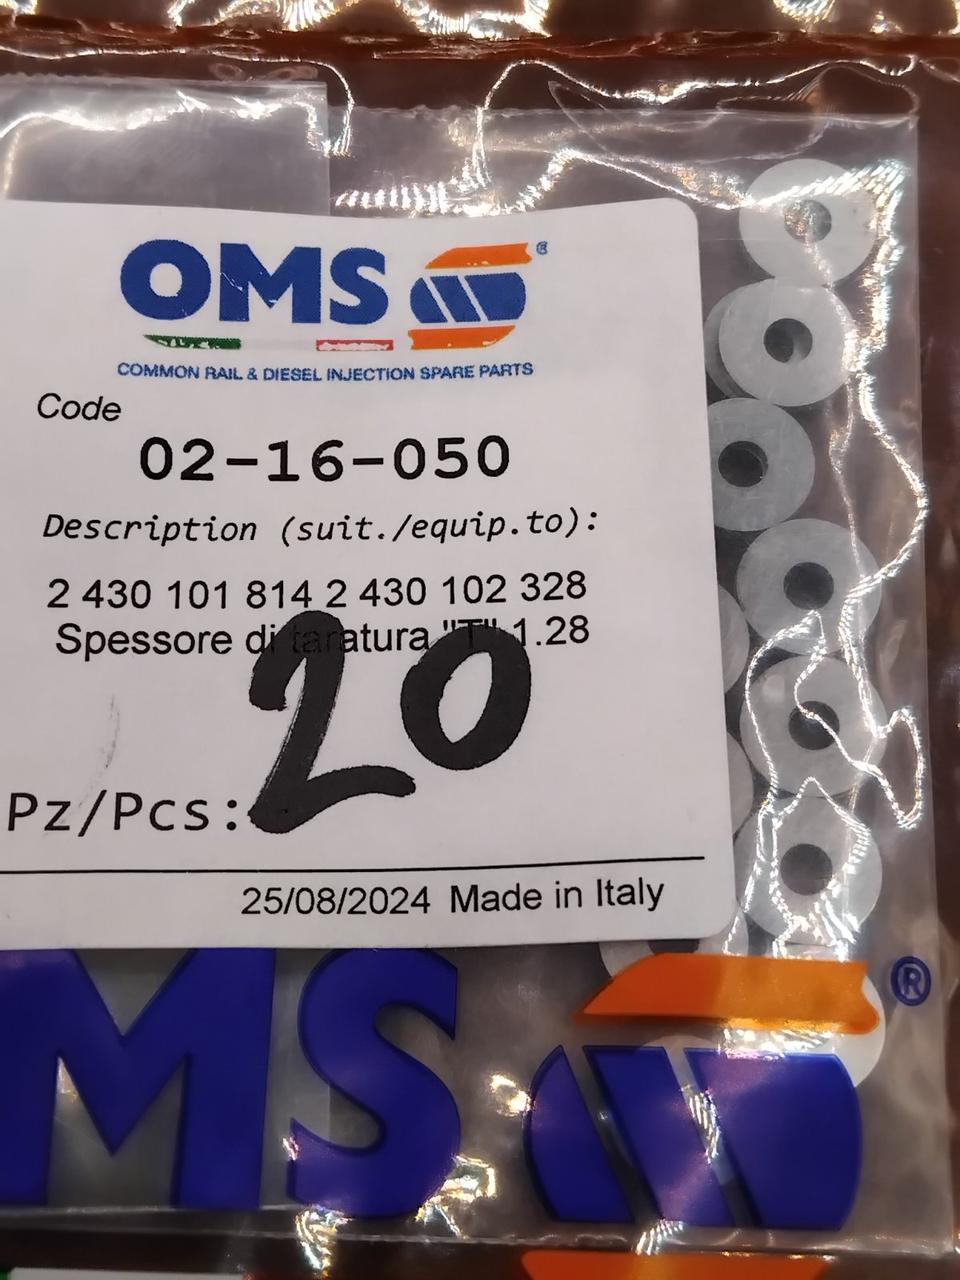 OMS ®
COMMON RAIL & DIESEL INJECTION SPARE PARTS
Code
02-16-050
Description (suit./equip.to):
2 430 101 814 2 430 102 328
Spessore di taratura "T" 1.28
Pz/Pcs: 20
25/08/2024 Made in Italy
MS ®